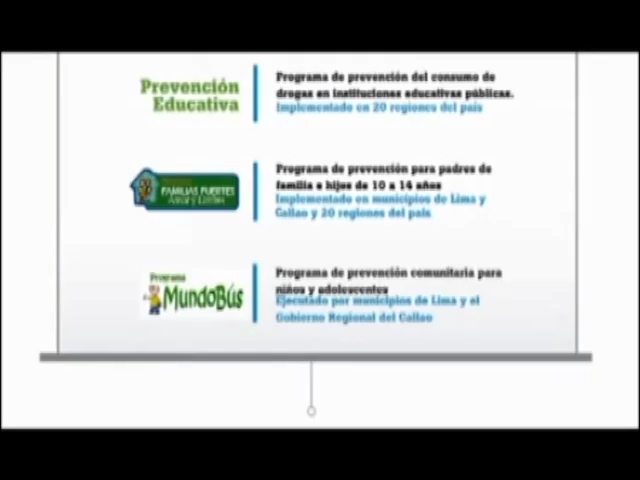 Prevención
Educativa
Programa de prevención del consumo de
drogas en instituciones educativas públicas.
Implementado en 20 regiones del país
FAMILIAS FUERTES
Amor y Límites
Programa de prevención para padres de
familia e hijos de 10 a 14 años
Implementado en municipios de Lima y
Callao y 20 regiones del país
Programa
MundoBús
Programa de prevención comunitaria para
niños y adolescentes
Ejecutado por municipios de Lima y el
Gobierno Regional del Callao